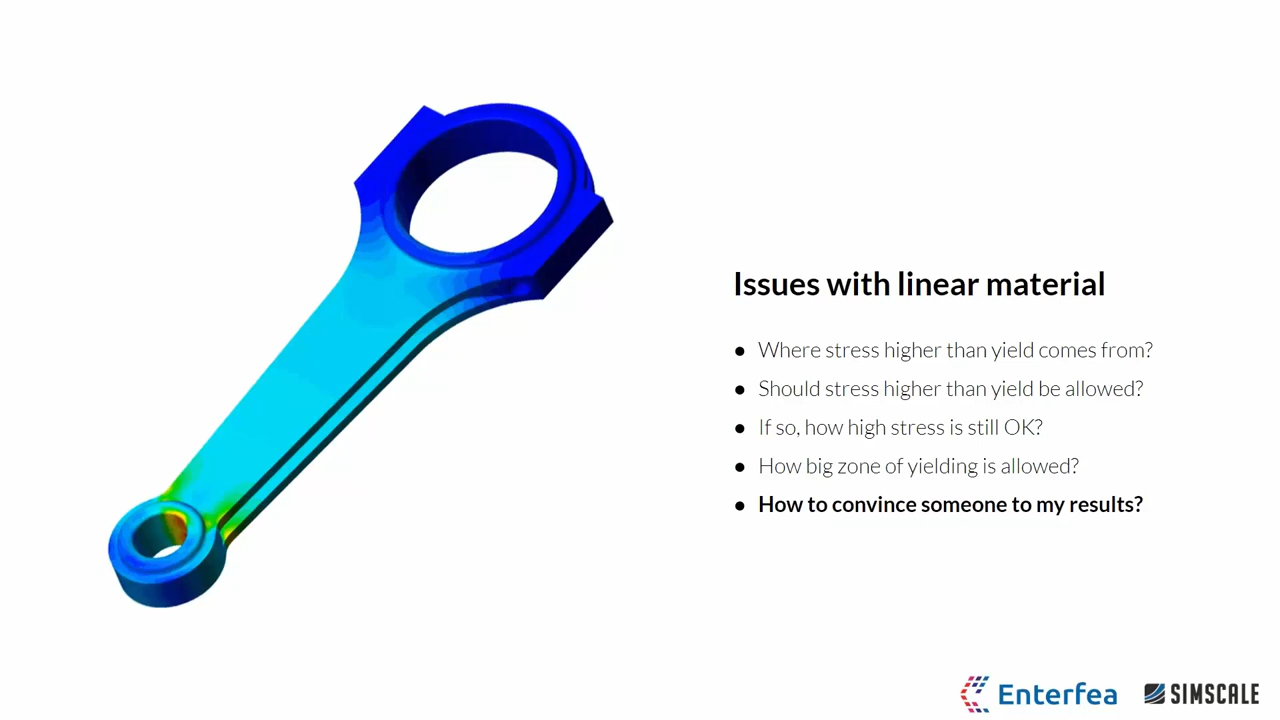 Issues with linear material
● Where stress higher than yield comes from?
● Should stress higher than yield be allowed?
● If so, how high stress is still OK?
● How big zone of yielding is allowed?
● How to convince someone to my results?
Enterfea SIMSCALE